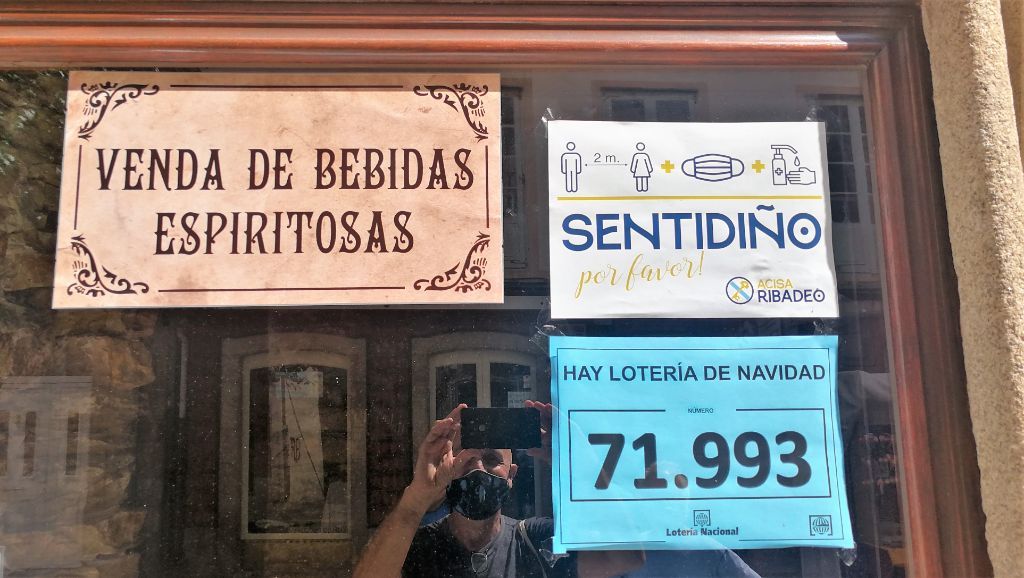 VENDA DE BEBIDAS
ESPIRITOSAS
2 m.
SENTIDIÑO
por favor!
ACISA
RIBADEO
HAY LOTERÍA DE NAVIDAD
NÚMERO
71.993
Lotería Nacional